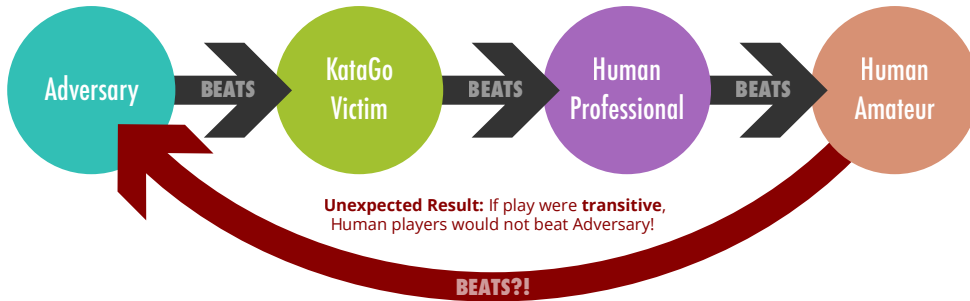 Adversary
BEATS
KataGo
Victim
BEATS
Human
Professional
BEATS
Human
Amateur
Unexpected Result: If play were transitive,
Human players would not beat Adversary!
BEATS?!